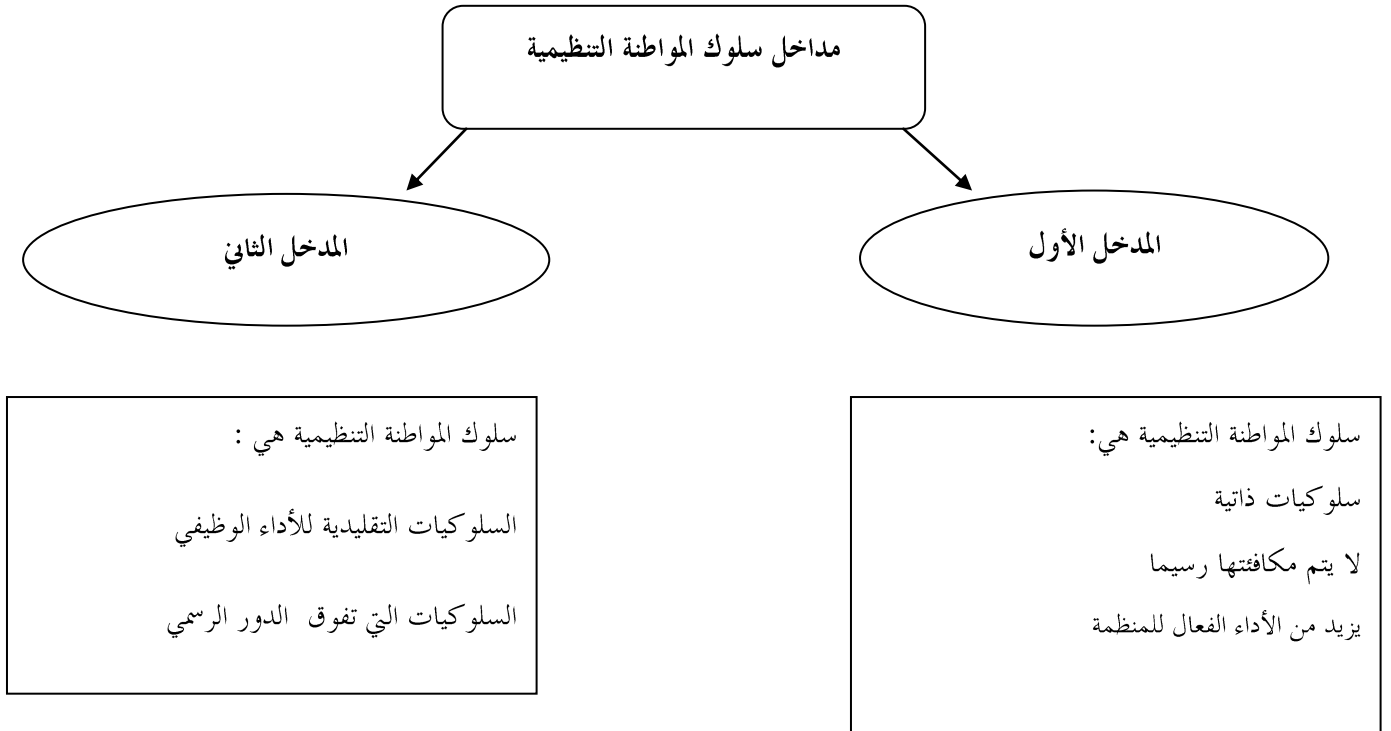 مداخل سلوك المواطنة التنظيمية
المدخل الأول
المدخل الثاني
سلوك المواطنة التنظيمية هي:
سلوكيات ذاتية
لا يتم مكافئتها رسيما
يزيد من الأداء الفعال للمنظمة
سلوك المواطنة التنظيمية هي :
السلوكيات التقليدية للأداء الوظيفي
السلوكيات التي تفوق الدور الرسمي